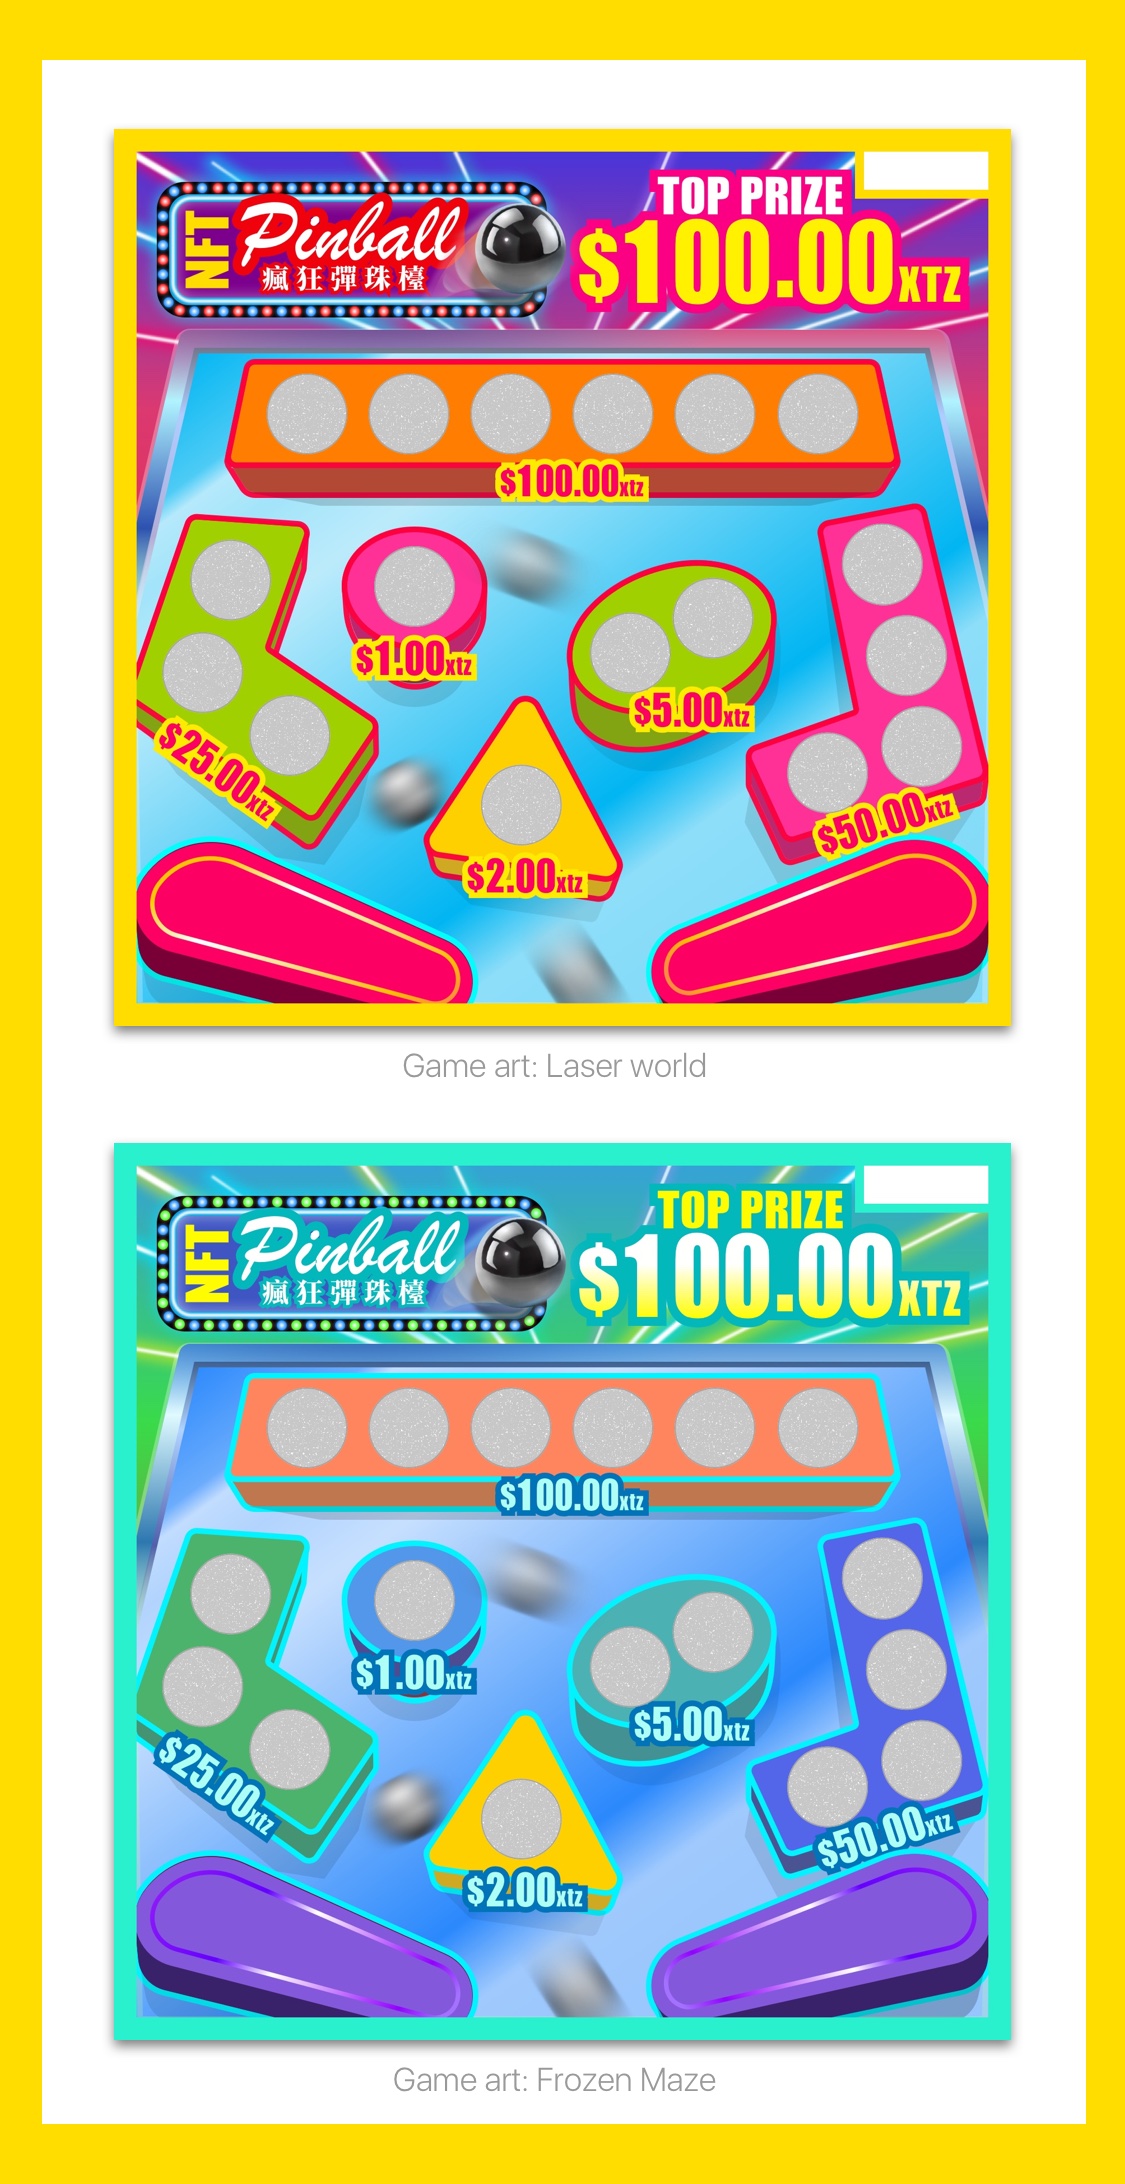 NFT
Pinball
瘋狂彈珠檯
TOP PRIZE
$100.00XTZ
$100.00xtz
$1.00xtz
$5.00xtz
$25.00xtz
$50.00xtz
$2.00xtz
Game art: Laser world
NFT
Pinball
瘋狂彈珠檯
TOP PRIZE
$100.00XTZ
$100.00xtz
$1.00xtz
$5.00xtz
$25.00xtz
$50.00xtz
$2.00xtz
Game art: Frozen Maze